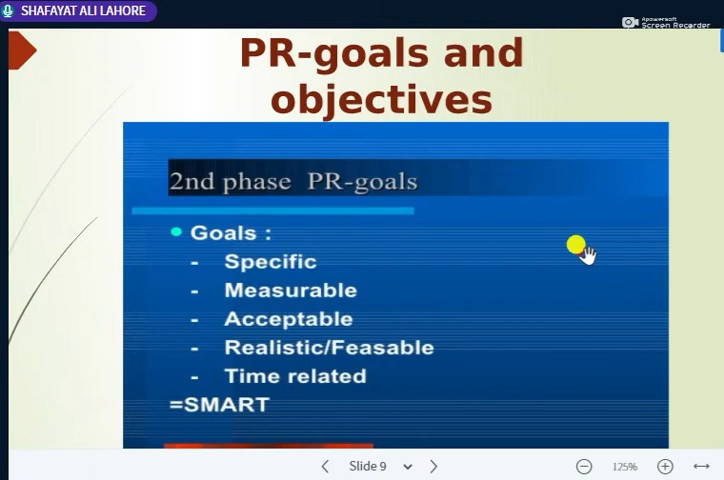 SHAFAYAT ALI LAHORE
Apowersoft
Screen Recorder
PR-goals and
objectives
2nd phase PR-goals
Goals :
- Specific
- Measurable
- Acceptable
- Realistic/Feasable
- Time related
=SMART
Slide 9
125%